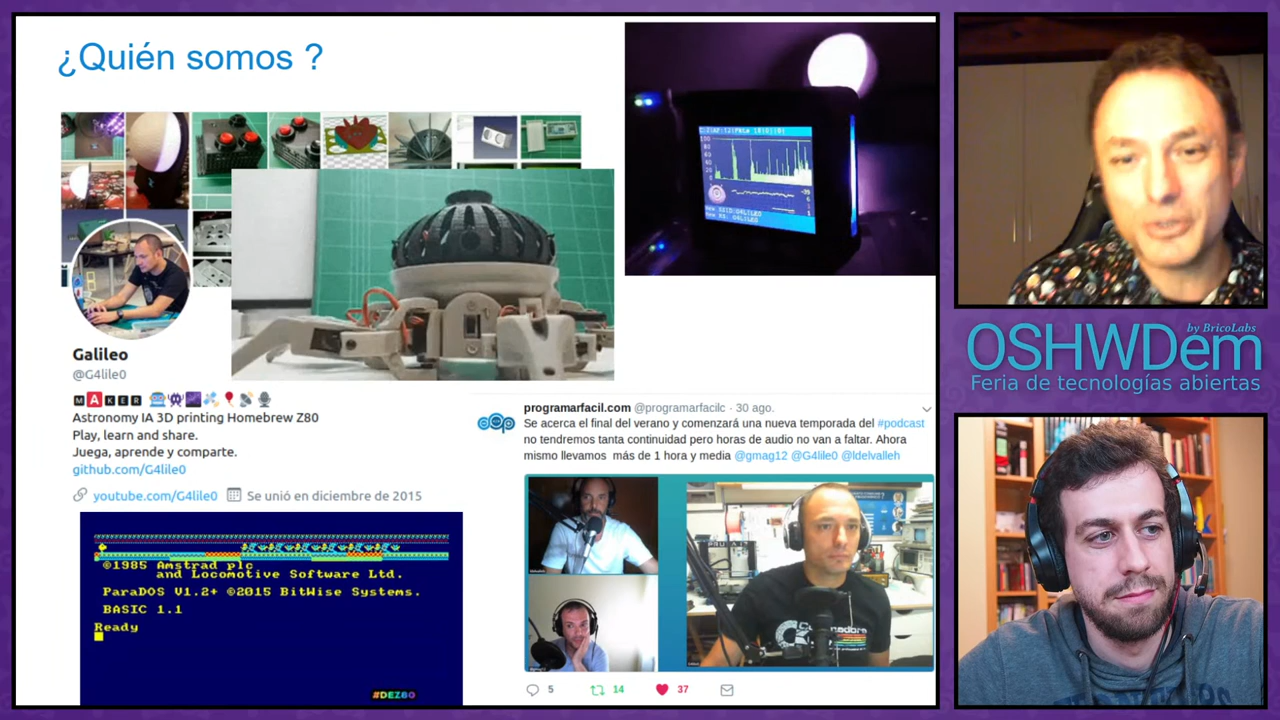 ¿Quién somos ?
Galileo
@G4lile0
MAKER
Astronomy IA 3D printing Homebrew Z80
Play, learn and share.
Juega, aprende y comparte.
github.com/G4lile0
youtube.com/G4lile0 Se unió en diciembre de 2015
©1985 Amstrad plc
and Locomotive Software Ltd.
ParaDOS V1.2+ ©2015 BitWise Systems.
BASIC 1.1
Ready
#DEZ80
programarfacil.com @programarfacilc · 30 ago.
Se acerca el final del verano y comenzará una nueva temporada del #podcast
no tendremos tanta continuidad pero horas de audio no van a faltar. Ahora
mismo llevamos más de 1 hora y media @gmag12 @G4lile0 @ldelvalleh
5 14 37
OSHWDem
by BricoLabs
Feria de tecnologías abiertas